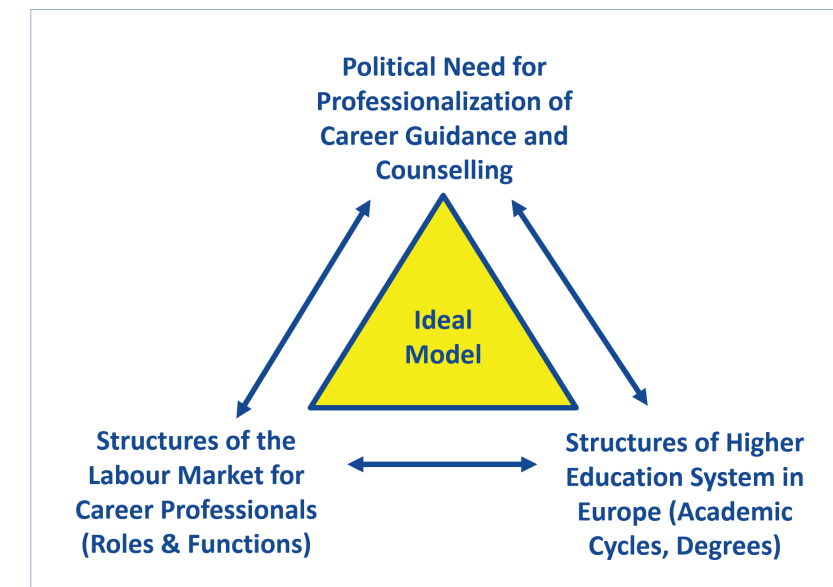 Political Need for
Professionalization of
Career Guidance and
Counselling
Ideal
Model
Structures of the
Labour Market for
Career Professionals
(Roles & Functions)
Structures of Higher
Education System in
Europe (Academic
Cycles, Degrees)